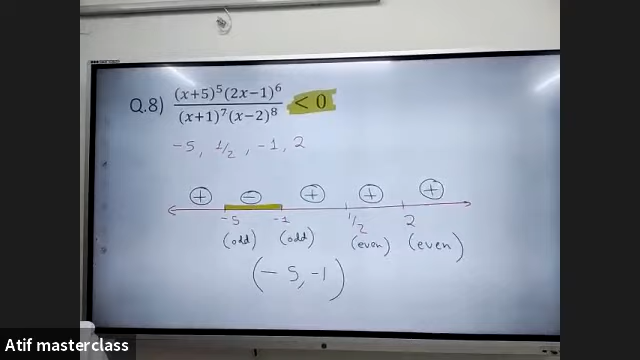 Q.8) (x+5)⁵(2x−1)⁶ / (x+1)⁷(x−2)⁸ < 0
−5, 1/2, −1, 2
+ − + + +
−5 −1 1/2 2
(odd) (odd) (even) (even)
(−5, −1)
Atif masterclass